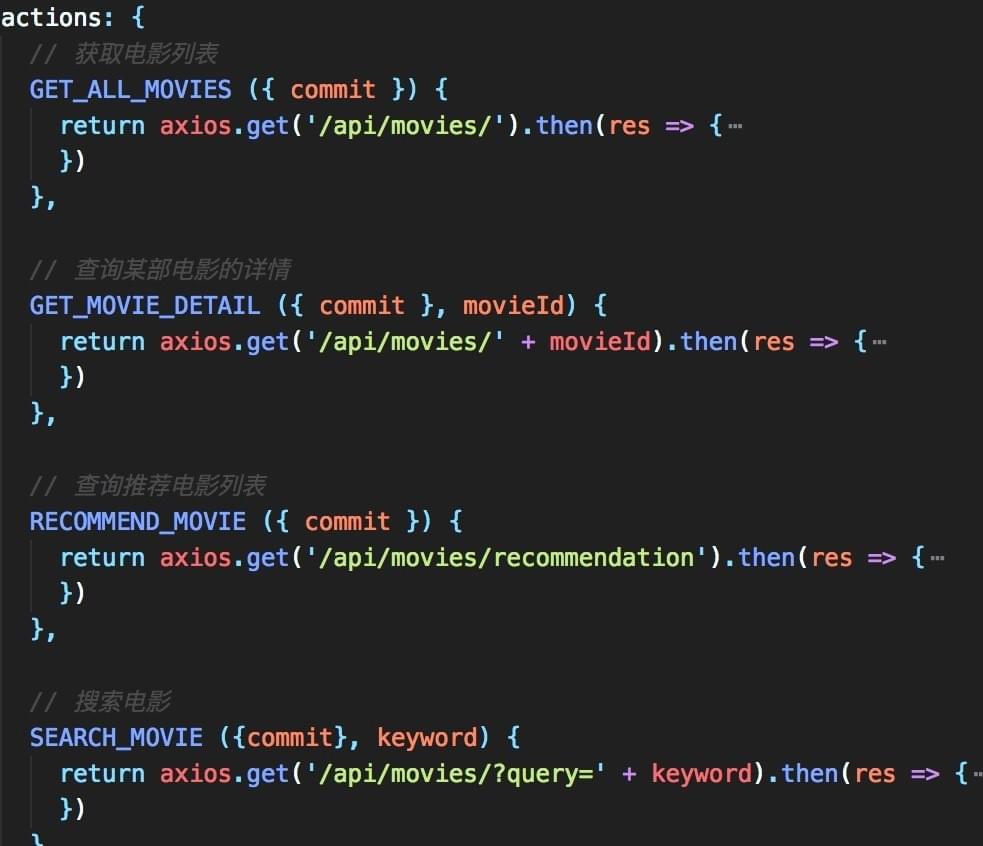 actions: {
// 获取电影列表
GET_ALL_MOVIES ({ commit }) {
return axios.get('/api/movies/').then(res => {⋯
})
},
// 查询某部电影的详情
GET_MOVIE_DETAIL ({ commit }, movieId) {
return axios.get('/api/movies/' + movieId).then(res => {⋯
})
},
// 查询推荐电影列表
RECOMMEND_MOVIE ({ commit }) {
return axios.get('/api/movies/recommendation').then(res => {⋯
})
},
// 搜索电影
SEARCH_MOVIE ({commit}, keyword) {
return axios.get('/api/movies/?query=' + keyword).then(res => {⋯
})
}